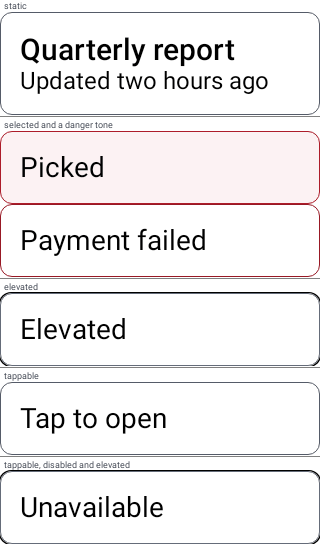 static
Quarterly report
Updated two hours ago
selected and a danger tone
Picked
Payment failed
elevated
Elevated
tappable
Tap to open
tappable, disabled and elevated
Unavailable